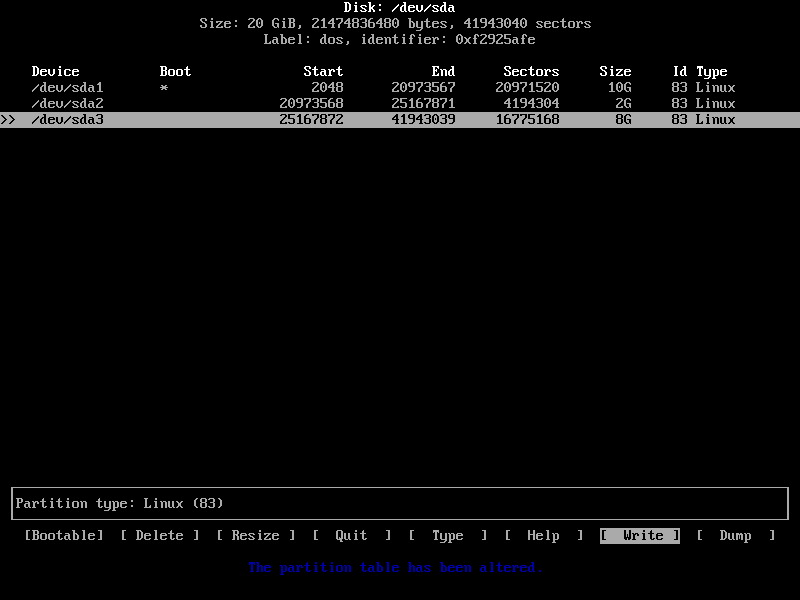 Disk: /dev/sda
Size: 20 GiB, 21474836480 bytes, 41943040 sectors
Label: dos, identifier: 0xf2925afe
Device Boot Start End Sectors Size Id Type
/dev/sda1 * 2048 20973567 20971520 10G 83 Linux
/dev/sda2 20973568 25167871 4194304 2G 83 Linux
>> /dev/sda3 25167872 41943039 16775168 8G 83 Linux
Partition type: Linux (83)
[Bootable] [ Delete ] [ Resize ] [ Quit ] [ Type ] [ Help ] [ Write ] [ Dump ]
The partition table has been altered.